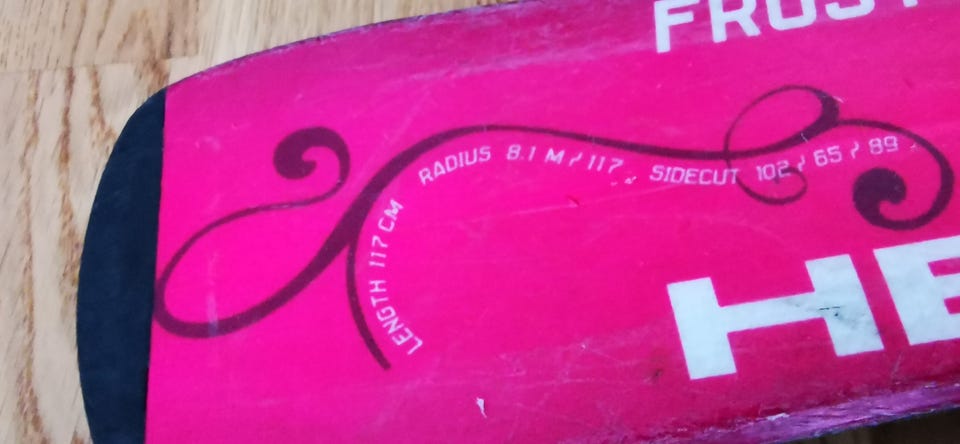 FROST
LENGTH 117 CM
RADIUS 8.1 M / 117
SIDECUT 102 / 65 / 89
HE